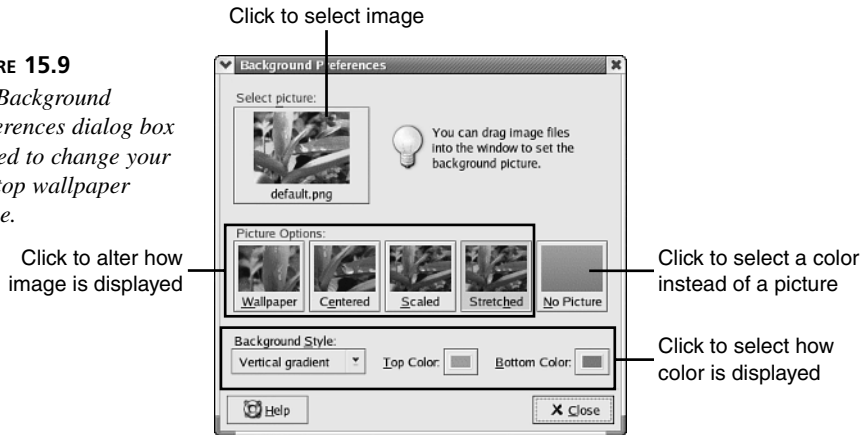 Click to select image
RE 15.9
Background
erences dialog box
ed to change your
top wallpaper
e.
Background Preferences
Select picture:
default.png
You can drag image files
into the window to set the
background picture.
Click to alter how
image is displayed
Picture Options:
Wallpaper
Centered
Scaled
Stretched
No Picture
Click to select a color
instead of a picture
Background Style:
Vertical gradient
Top Color:
Bottom Color:
Click to select how
color is displayed
Help
Close